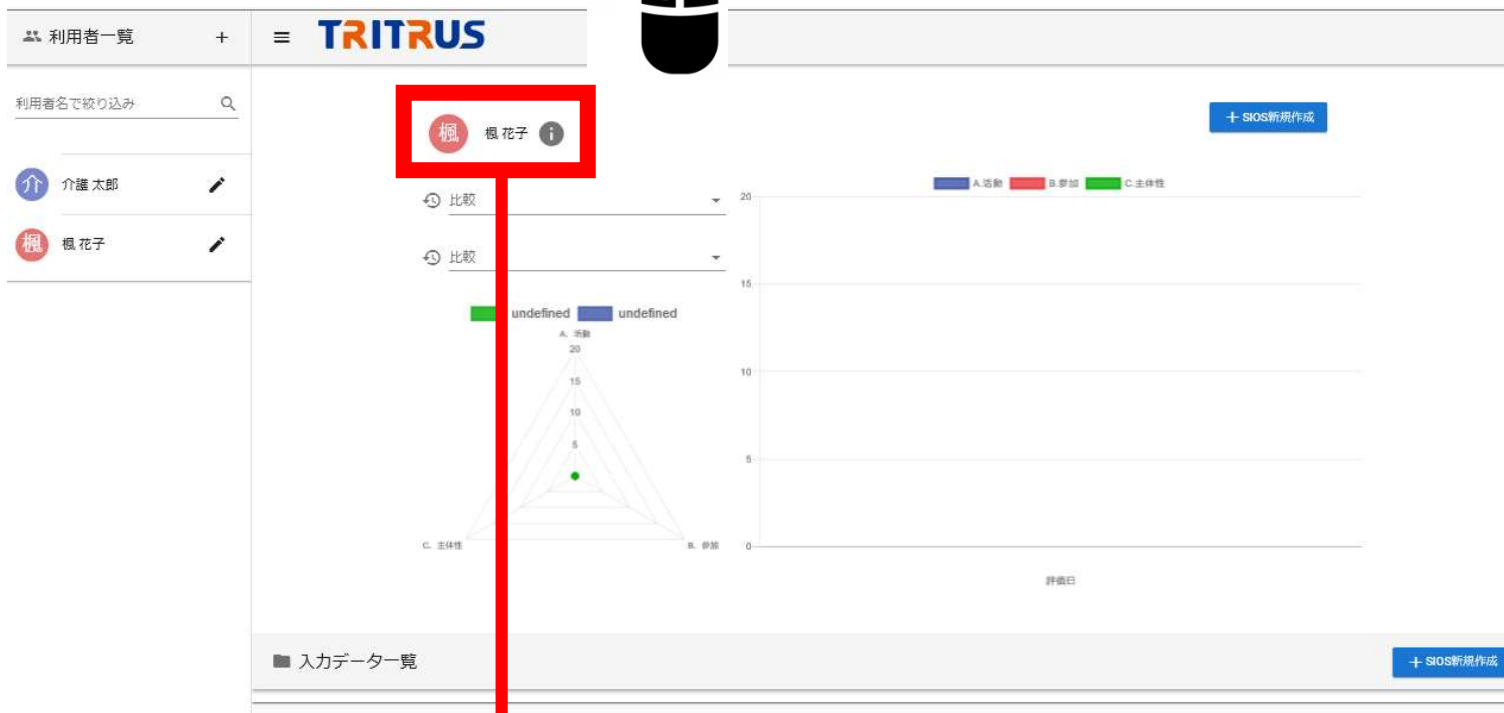 利用者一覧 +
TRITRUS
利用者名で絞り込み
介 介護 太郎
楓 楓 花子
楓 楓 花子 i
+ SIOS新規作成
比較
比較
undefined undefined
A. 活動
20
15
10
5
C. 主体性
B. 参加
A.活動 B.参加 C.主体性
20
15
10
5
0
評価日
入力データ一覧
+ SIOS新規作成